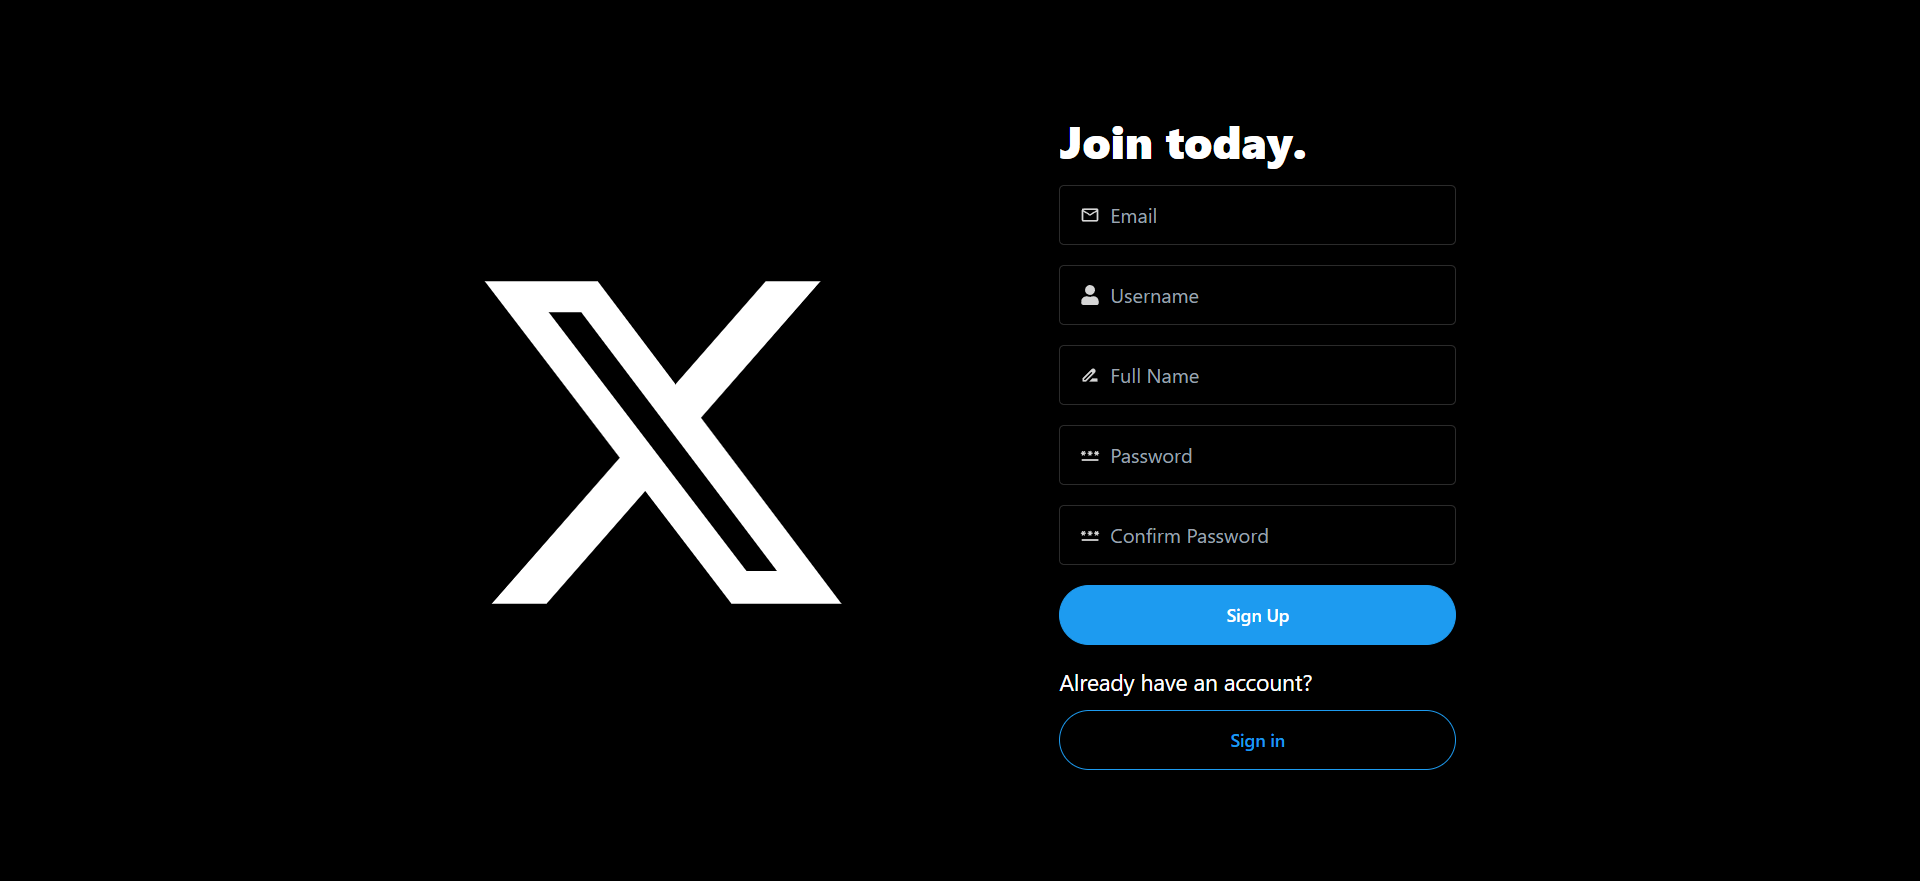 Join today.
Email
Username
Full Name
Password
Confirm Password
Sign Up
Already have an account?
Sign in